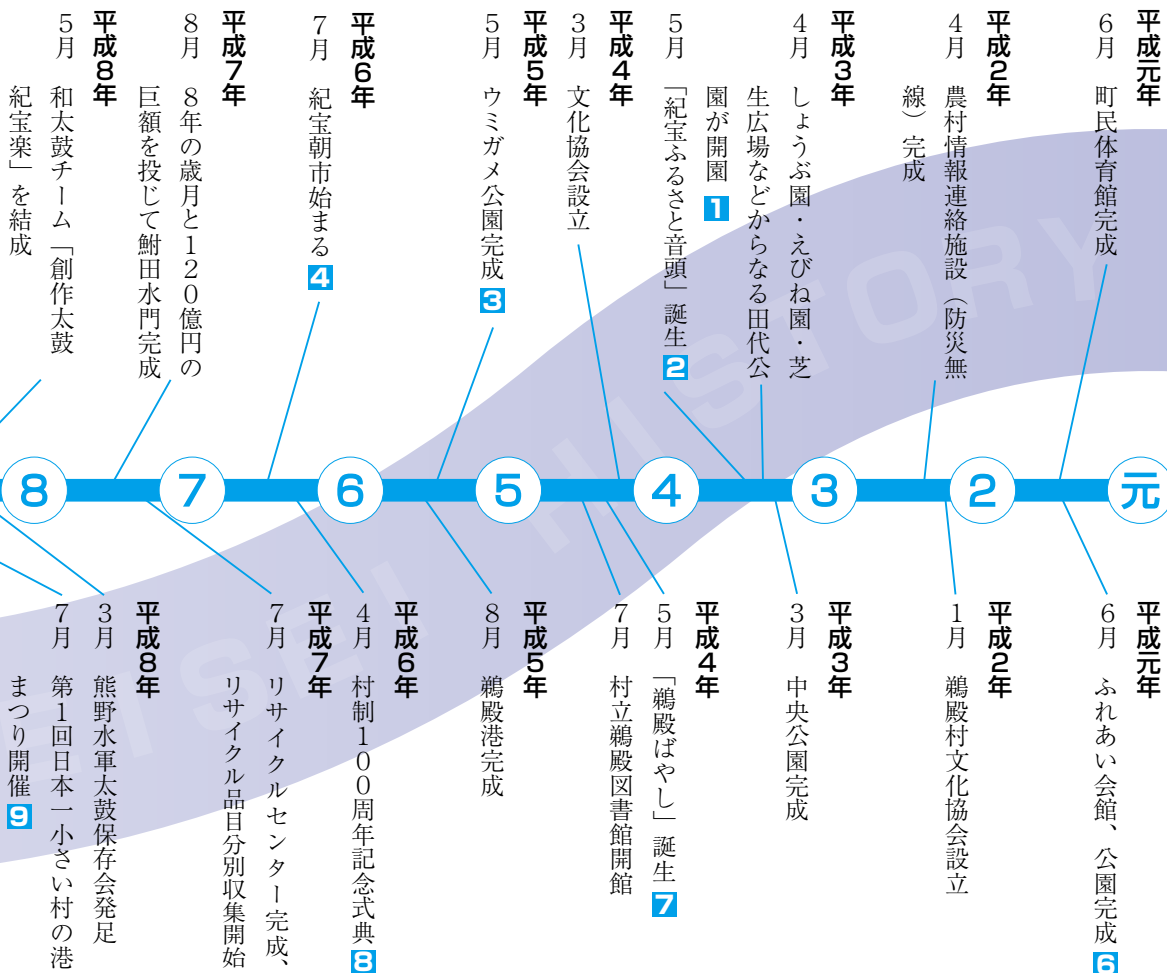 平成元年
6月 町民体育館完成
平成2年
4月 農村情報連絡施設（防災無
線）完成
平成3年
4月 しょうぶ園・えびね園・芝
生広場などからなる田代公
園が開園 1
5月 「紀宝ふるさと音頭」誕生 2
平成4年
3月 文化協会設立
平成5年
5月 ウミガメ公園完成 3
平成6年
7月 紀宝朝市始まる 4
平成7年
8月 8年の歳月と120億円の
巨額を投じて鮒田水門完成
平成8年
5月 和太鼓チーム「創作太鼓
紀宝楽」を結成
元
2
3
4
5
6
7
8
平成元年
6月 ふれあい会館、公園完成 6
平成2年
1月 鵜殿村文化協会設立
平成3年
3月 中央公園完成
平成4年
5月 「鵜殿ばやし」誕生 7
7月 村立鵜殿図書館開館
平成5年
8月 鵜殿港完成
平成6年
4月 村制100周年記念式典 8
平成7年
7月 リサイクルセンター完成、
リサイクル品目分別収集開始
平成8年
3月 熊野水軍太鼓保存会発足
7月 第1回日本一小さい村の港
まつり開催 9
EISEI HISTORY